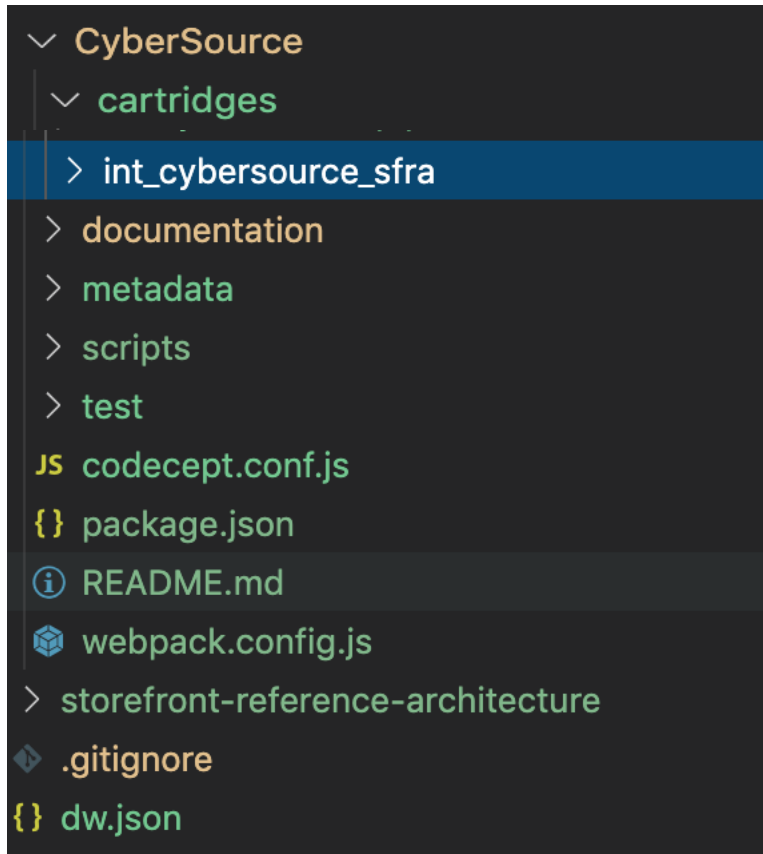 CyberSource
cartridges
int_cybersource_sfra
documentation
metadata
scripts
test
JS codecept.conf.js
{} package.json
README.md
webpack.config.js
storefront-reference-architecture
.gitignore
{} dw.json